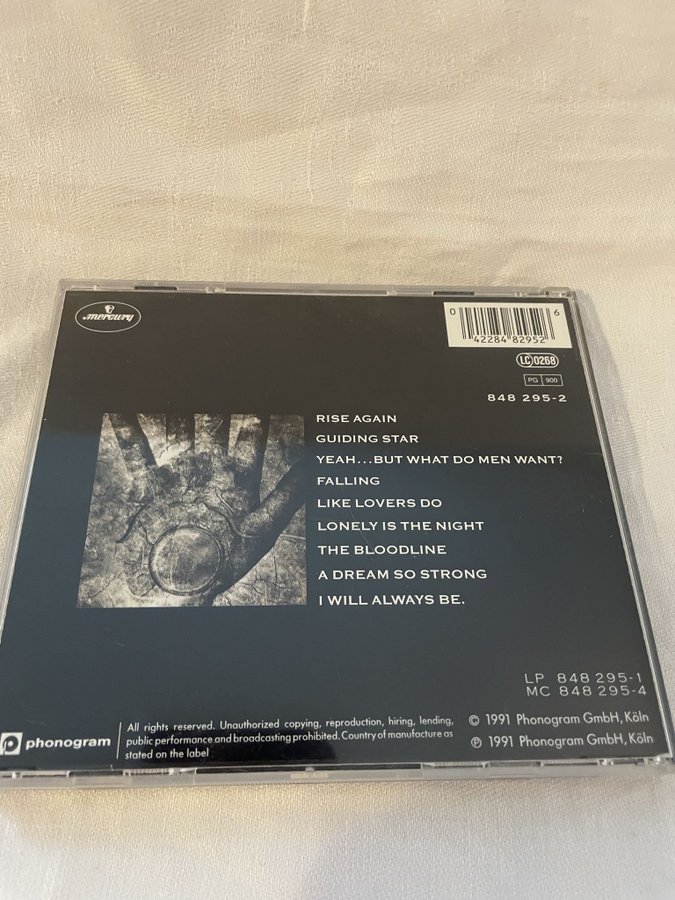 mercury
0 42284 82952 6
LC 0268
PG 900
848 295-2
RISE AGAIN
GUIDING STAR
YEAH...BUT WHAT DO MEN WANT?
FALLING
LIKE LOVERS DO
LONELY IS THE NIGHT
THE BLOODLINE
A DREAM SO STRONG
I WILL ALWAYS BE.
LP 848 295-1
MC 848 295-4
phonogram
All rights reserved. Unauthorized copying, reproduction, hiring, lending,
public performance and broadcasting prohibited. Country of manufacture as
stated on the label
© 1991 Phonogram GmbH, Köln
℗ 1991 Phonogram GmbH, Köln